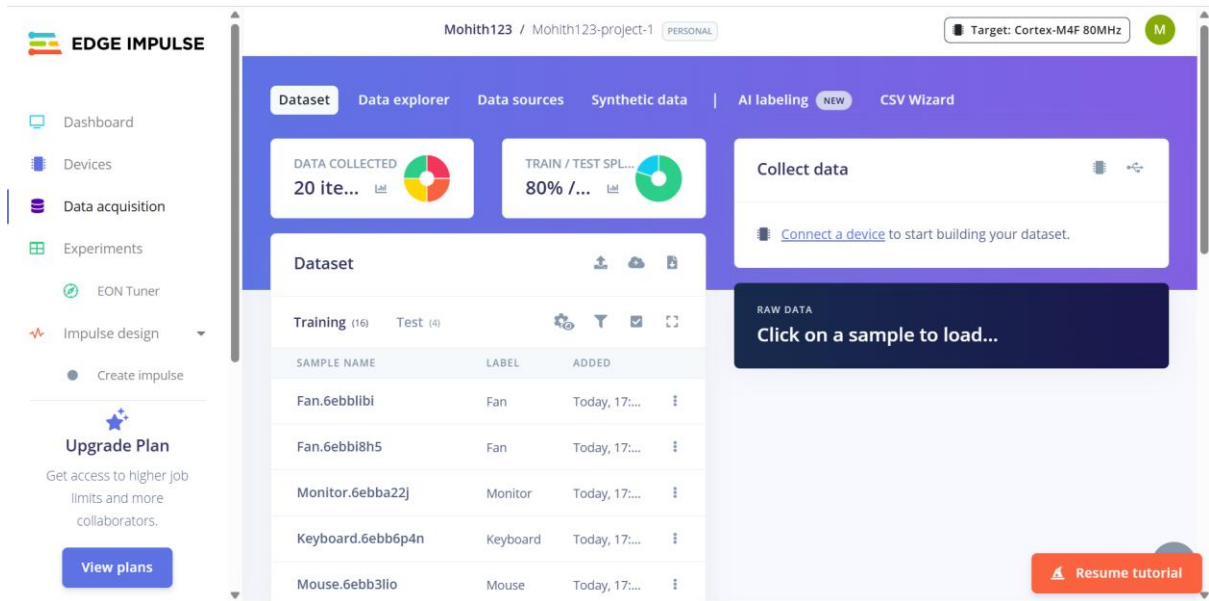 EDGE IMPULSE
Mohith123 / Mohith123-project-1 PERSONAL
Target: Cortex-M4F 80MHz
M
Dashboard
Devices
Data acquisition
Experiments
EON Tuner
Impulse design
Create impulse
Upgrade Plan
Get access to higher job
limits and more
collaborators.
View plans
Dataset Data explorer Data sources Synthetic data | AI labeling NEW CSV Wizard
DATA COLLECTED
20 ite...
TRAIN / TEST SPL...
80% /...
Dataset
Training (16) Test (4)
SAMPLE NAME LABEL ADDED
Fan.6ebblibi Fan Today, 17:...
Fan.6ebbi8h5 Fan Today, 17:...
Monitor.6ebba22j Monitor Today, 17:...
Keyboard.6ebb6p4n Keyboard Today, 17:...
Mouse.6ebb3lio Mouse Today, 17:...
Collect data
Connect a device to start building your dataset.
RAW DATA
Click on a sample to load...
Resume tutorial